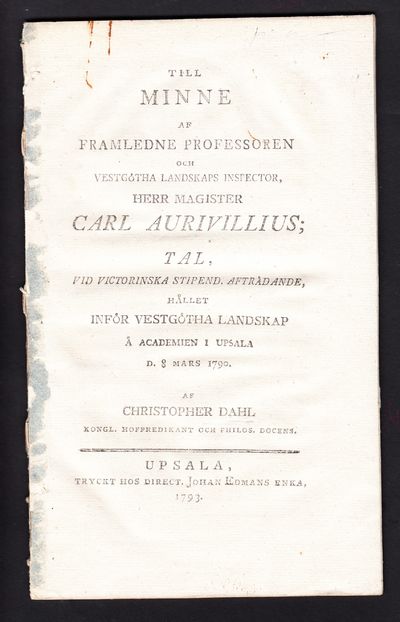 TILL
MINNE
AF
FRAMLEDNE PROFESSOREN
OCH
VESTGÖTHA LANDSKAPS INSPECTOR,
HERR MAGISTER
CARL AURIVILLIUS;
TAL,
VID VICTORINSKA STIPEND. AFTRÄDANDE,
HÅLLET
INFÖR VESTGÖTHA LANDSKAP
Å ACADEMIEN I UPSALA
D. 8 MARS 1790.
AF
CHRISTOPHER DAHL
KONGL. HOFPREDIKANT OCH PHILOS. DOCENS.
UPSALA,
TRYCKT HOS DIRECT. JOHAN EDMANS ENKA,
1793.